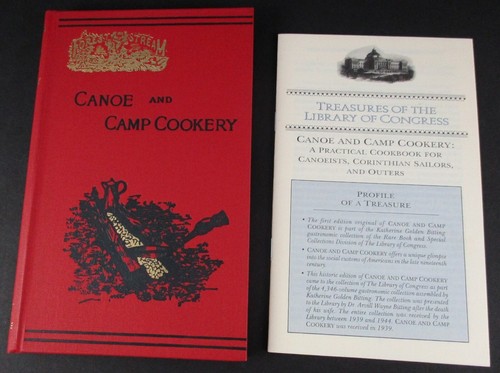 FOREST & STREAM
CANOE AND
CAMP COOKERY
TREASURES OF THE
LIBRARY OF CONGRESS
CANOE AND CAMP COOKERY:
A PRACTICAL COOKBOOK FOR
CANOEISTS, CORINTHIAN SAILORS,
AND OUTERS
PROFILE
OF A TREASURE
• The first edition original of CANOE AND CAMP
COOKERY is part of the Katherine Golden Bitting
gastronomic collection of the Rare Book and Special
Collections Division of The Library of Congress.
• CANOE AND CAMP COOKERY offers a unique glimpse
into the social customs of Americans in the late nineteenth
century.
• This historic edition of CANOE AND CAMP COOKERY
came to the collection of The Library of Congress as part
of the 4,346-volume gastronomic collection assembled by
Katherine Golden Bitting. The collection was presented
to the Library by Dr. Arvill Wayne Bitting after the death
of his wife. The entire collection was received by the
Library between 1939 and 1944. CANOE AND CAMP
COOKERY was received in 1939.